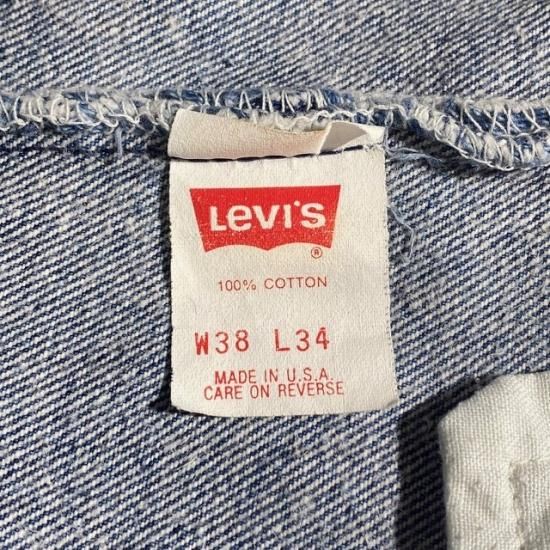 Levi's
®
100% COTTON
W38 L34
MADE IN U.S.A.
CARE ON REVERSE